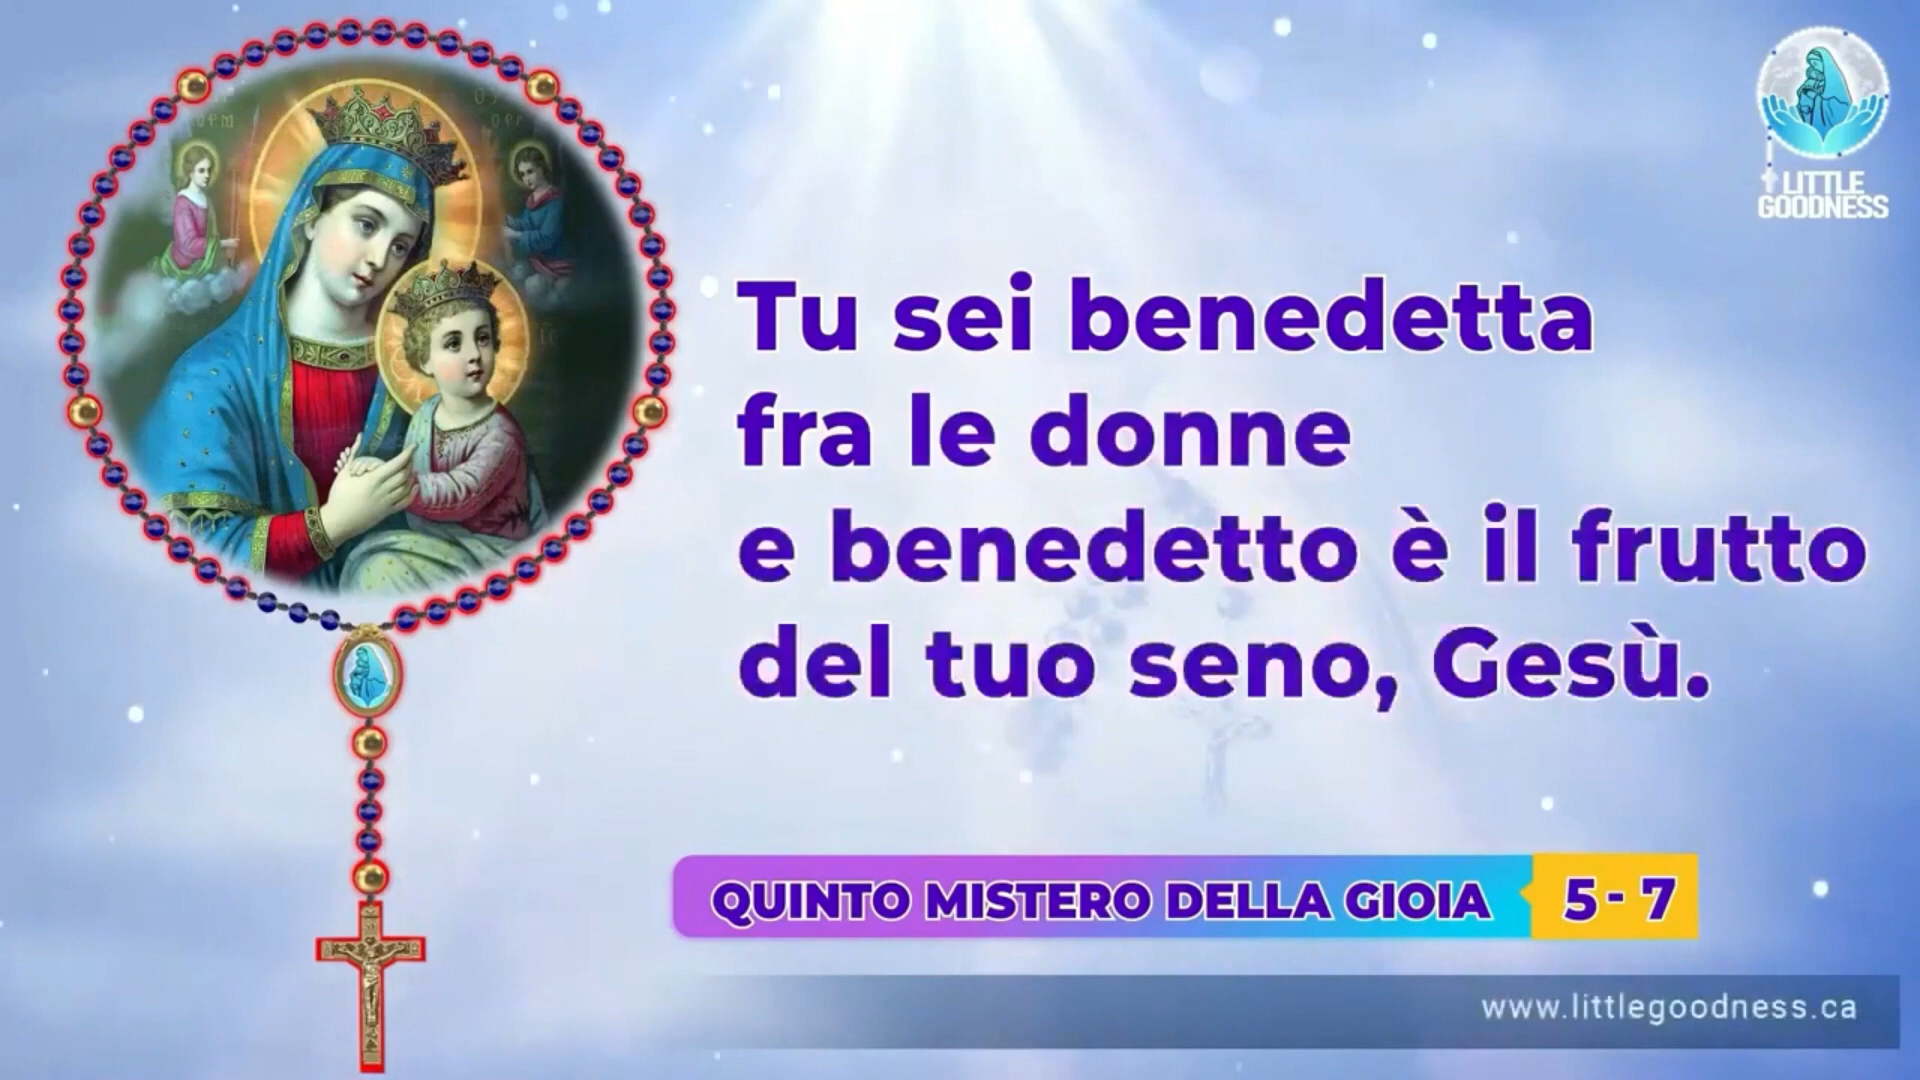 Tu sei benedetta
fra le donne
e benedetto è il frutto
del tuo seno, Gesù.
QUINTO MISTERO DELLA GIOIA
5 - 7
www.littlegoodness.ca
LITTLE
GOODNESS